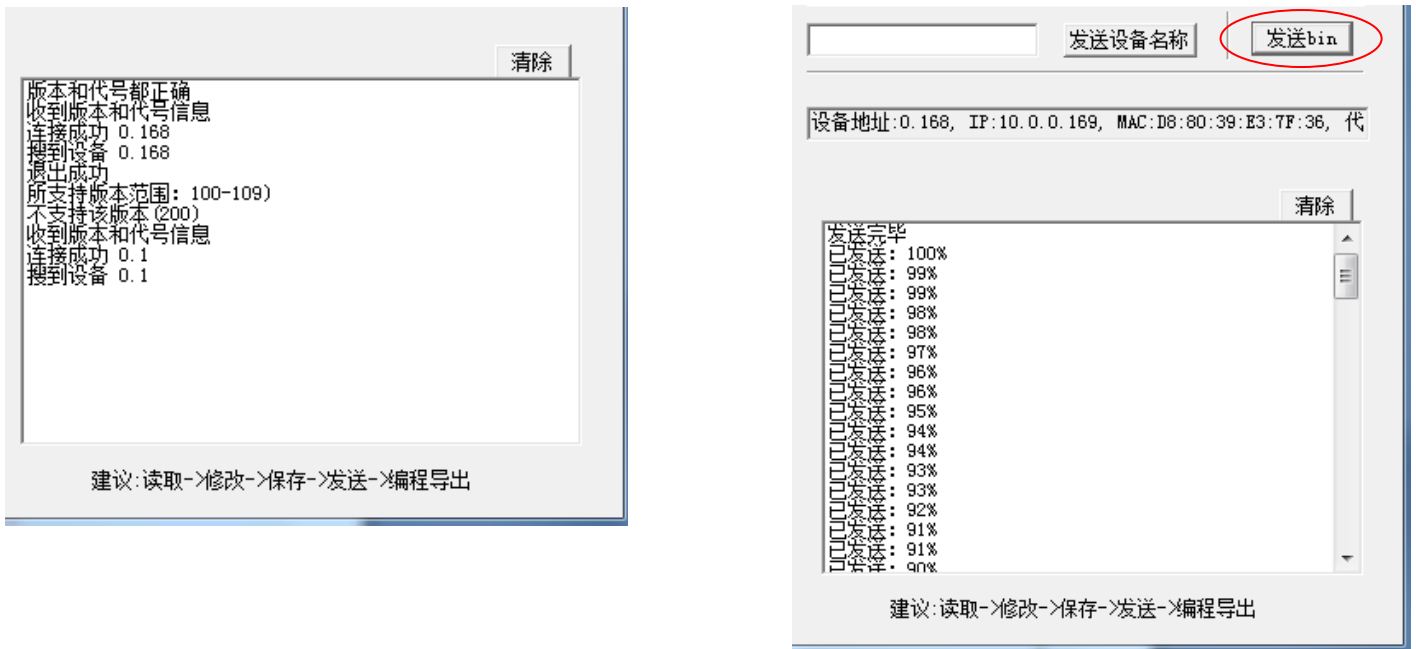 清除
版本和代号都正确
收到版本和代号信息
连接成功 0.168
搜到设备 0.168
退出成功
所支持版本范围: 100-109)
不支持该版本(200)
收到版本和代号信息
连接成功 0.1
搜到设备 0.1
建议:读取->修改->保存->发送->编程导出
发送设备名称
发送bin
设备地址:0.168, IP:10.0.0.169, MAC:D8:80:39:E3:7F:36, 代
清除
发送完毕
已发送: 100%
已发送: 99%
已发送: 99%
已发送: 98%
已发送: 98%
已发送: 97%
已发送: 96%
已发送: 96%
已发送: 95%
已发送: 94%
已发送: 94%
已发送: 93%
已发送: 93%
已发送: 92%
已发送: 91%
已发送: 91%
已发送: 90%
建议:读取->修改->保存->发送->编程导出